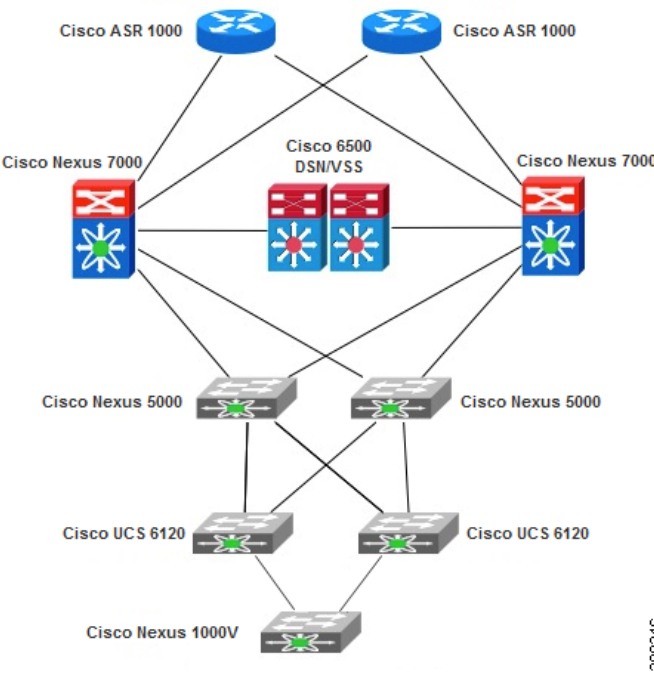 Cisco ASR 1000
Cisco ASR 1000
Cisco 6500
DSN/VSS
Cisco Nexus 7000
Cisco Nexus 7000
Cisco Nexus 5000
Cisco Nexus 5000
Cisco UCS 6120
Cisco UCS 6120
Cisco Nexus 1000V